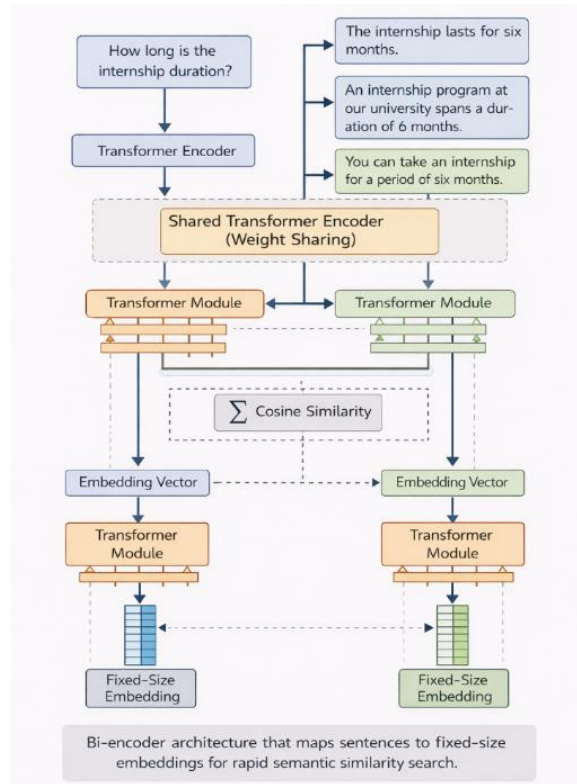 How long is the
internship duration?
The internship lasts for six
months.
An internship program at
our university spans a dur-
ation of 6 months.
Transformer Encoder
You can take an internship
for a period of six months.
Shared Transformer Encoder
(Weight Sharing)
Transformer Module
Transformer Module
∑ Cosine Similarity
Embedding Vector
Embedding Vector
Transformer
Module
Transformer
Module
Fixed-Size
Embedding
Fixed-Size
Embedding
Bi-encoder architecture that maps sentences to fixed-size
embeddings for rapid semantic similarity search.